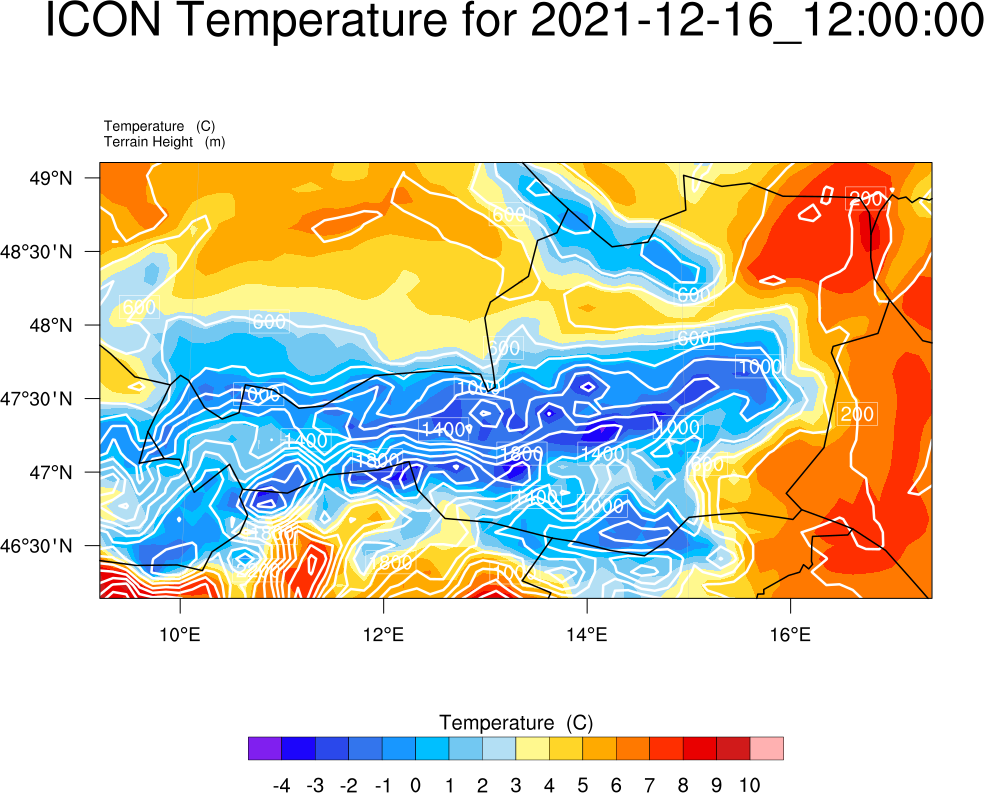 ICON Temperature for 2021-12-16_12:00:00
Temperature (C)
Terrain Height (m)
49°N
48°30'N
48°N
47°30'N
47°N
46°30'N
200
600
600
600
600
600
600
1000
1000
1000
200
1400
1000
1400
1800
1800
1400
600
1400
1000
1800
1800
1000
10°E
12°E
14°E
16°E
Temperature (C)
-4 -3 -2 -1 0 1 2 3 4 5 6 7 8 9 10